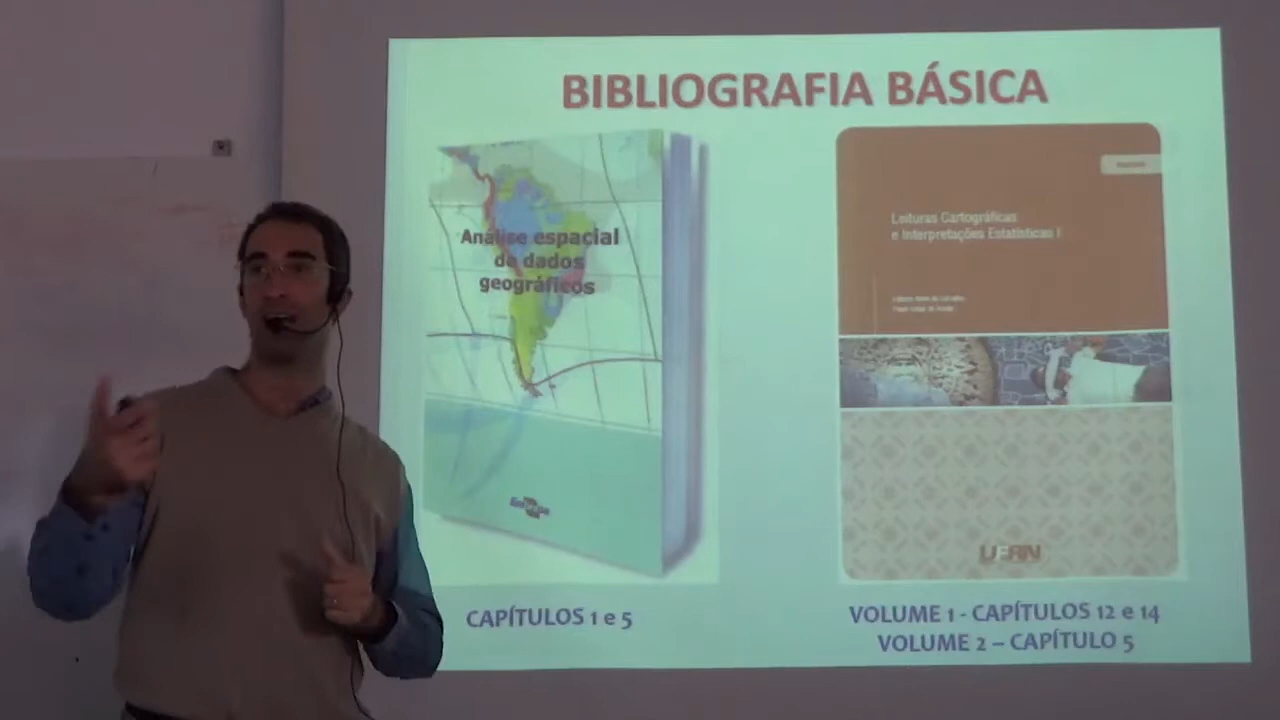 BIBLIOGRAFIA BÁSICA
Análise espacial
de dados
geográficos
Embrapa
CAPÍTULOS 1 e 5
Leituras Cartográficas
e Interpretações Estatísticas I
UFRN
VOLUME 1 - CAPÍTULOS 12 e 14
VOLUME 2 – CAPÍTULO 5